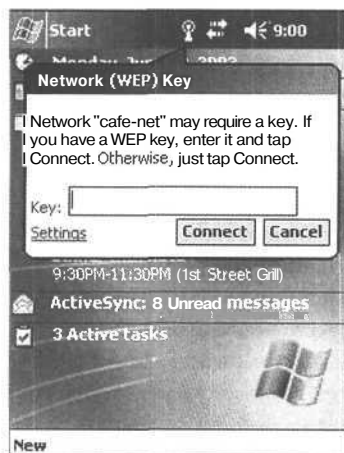 Start 9:00
Monday, Ju
Network (WEP) Key
Network "cafe-net" may require a key. If
you have a WEP key, enter it and tap
Connect. Otherwise, just tap Connect.
Key:
Settings Connect Cancel
9:30PM-11:30PM (1st Street Grill)
ActiveSync: 8 Unread messages
3 Active tasks
New